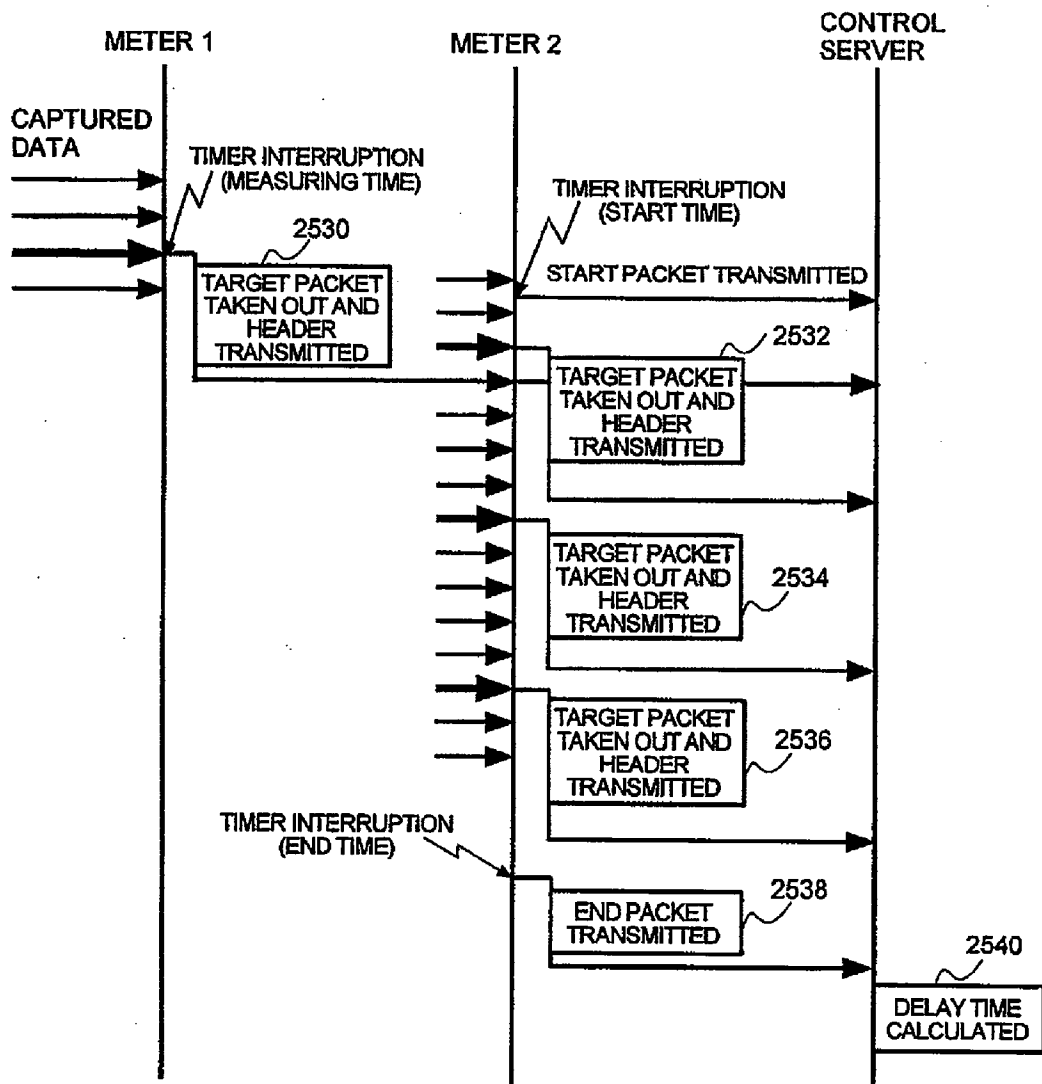 METER 1
METER 2
CONTROL
SERVER
CAPTURED
DATA
TIMER INTERRUPTION
(MEASURING TIME)
TIMER INTERRUPTION
(START TIME)
2530
START PACKET TRANSMITTED
TARGET PACKET
TAKEN OUT AND
HEADER
TRANSMITTED
2532
TARGET PACKET
TAKEN OUT AND
HEADER
TRANSMITTED
TARGET PACKET
TAKEN OUT AND
HEADER
TRANSMITTED
2534
TARGET PACKET
TAKEN OUT AND
HEADER
TRANSMITTED
2536
TIMER INTERRUPTION
(END TIME)
2538
END PACKET
TRANSMITTED
2540
DELAY TIME
CALCULATED